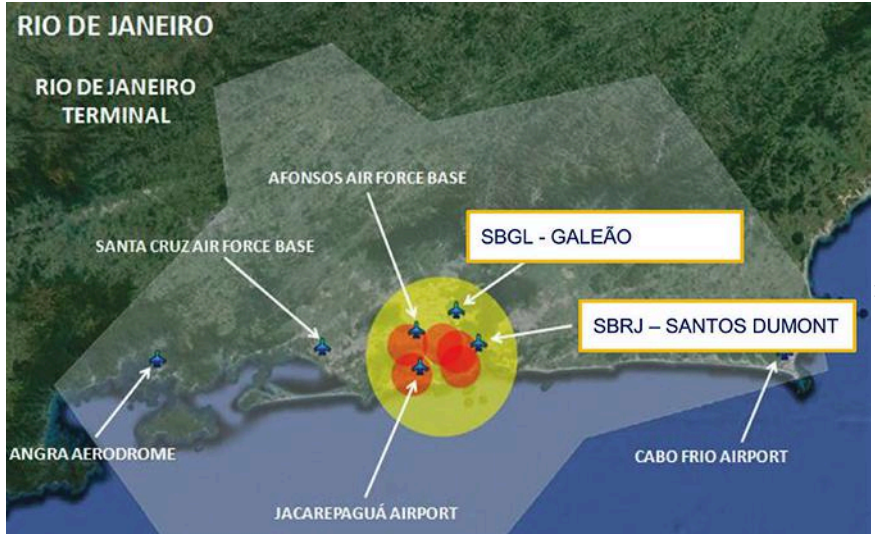 RIO DE JANEIRO
RIO DE JANEIRO
TERMINAL
AFONSOS AIR FORCE BASE
SBGL - GALEÃO
SANTA CRUZ AIR FORCE BASE
SBRJ – SANTOS DUMONT
ANGRA AERODROME
CABO FRIO AIRPORT
JACAREPAGUÁ AIRPORT